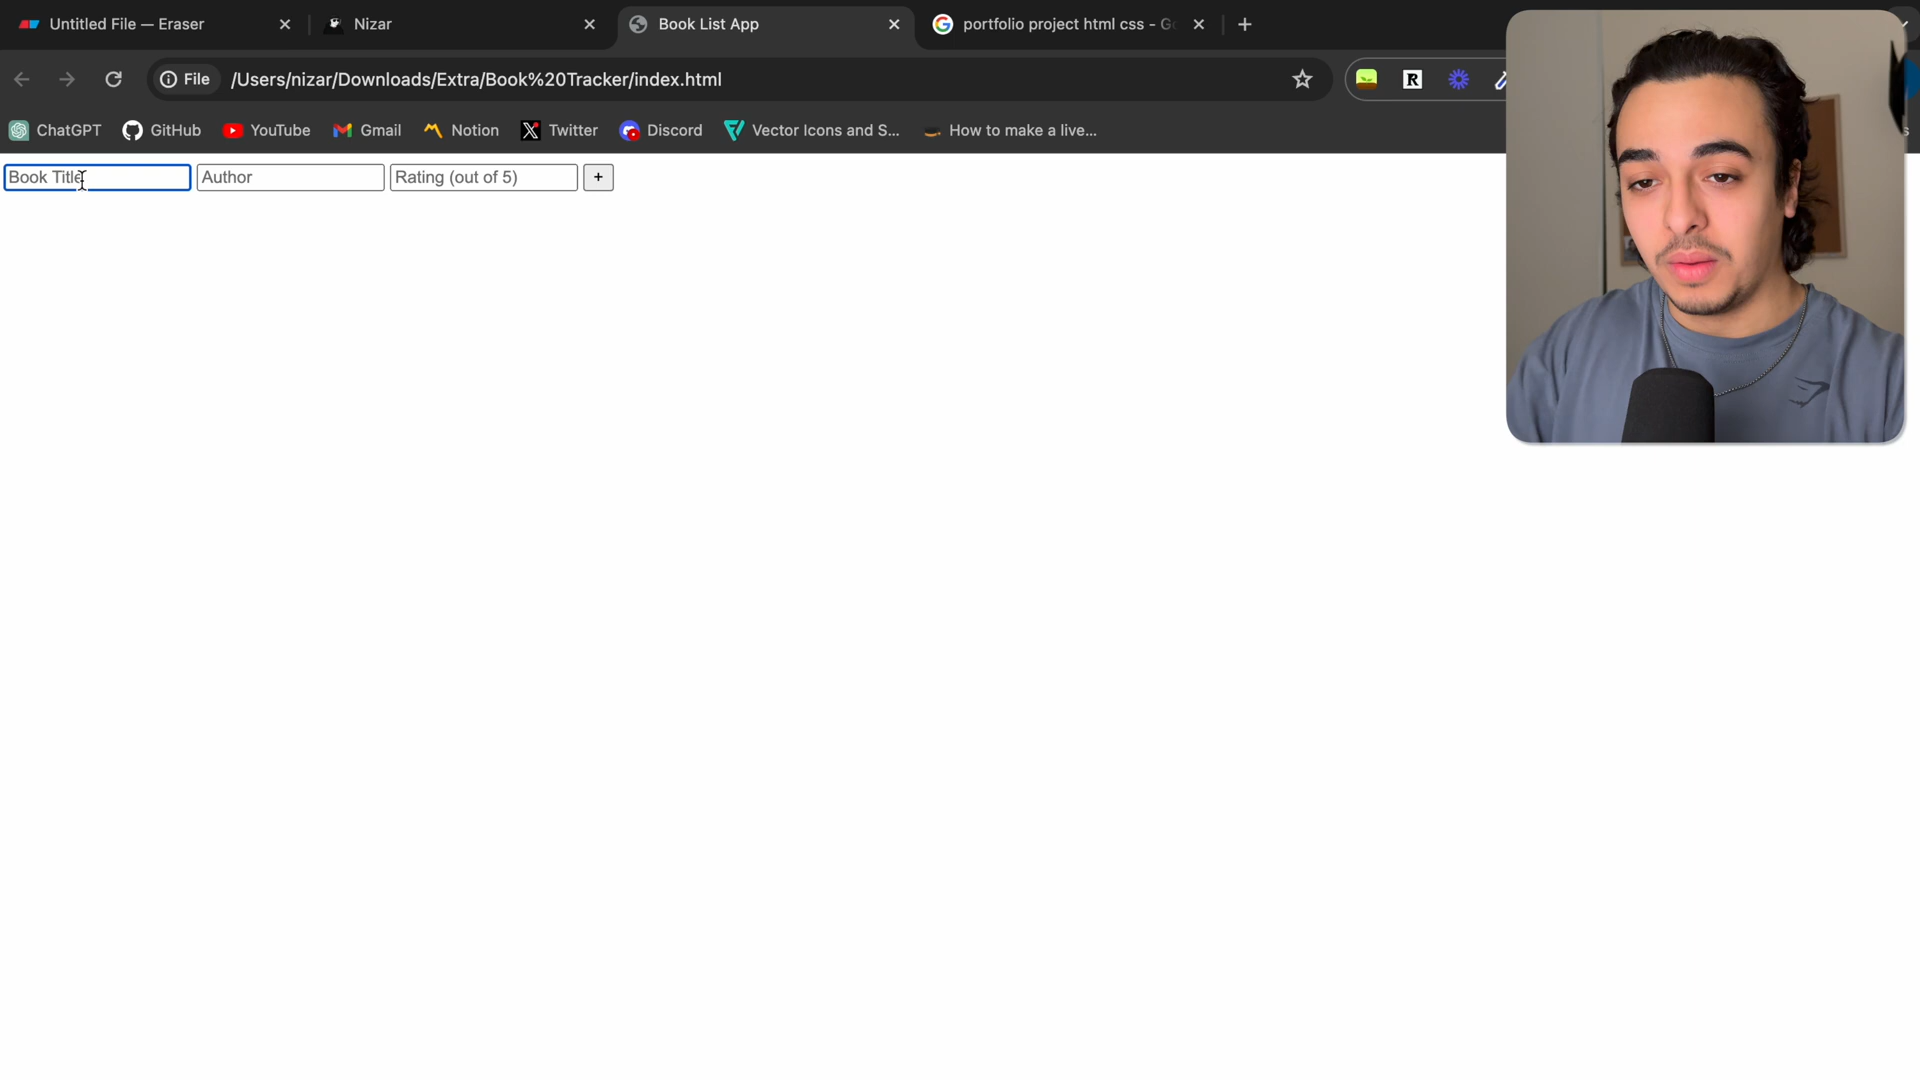 Untitled File — Eraser
Nizar
Book List App
portfolio project html css - G
File
/Users/nizar/Downloads/Extra/Book%20Tracker/index.html
ChatGPT
GitHub
YouTube
Gmail
Notion
Twitter
Discord
Vector Icons and S...
How to make a live...
Book Title
Author
Rating (out of 5)
+